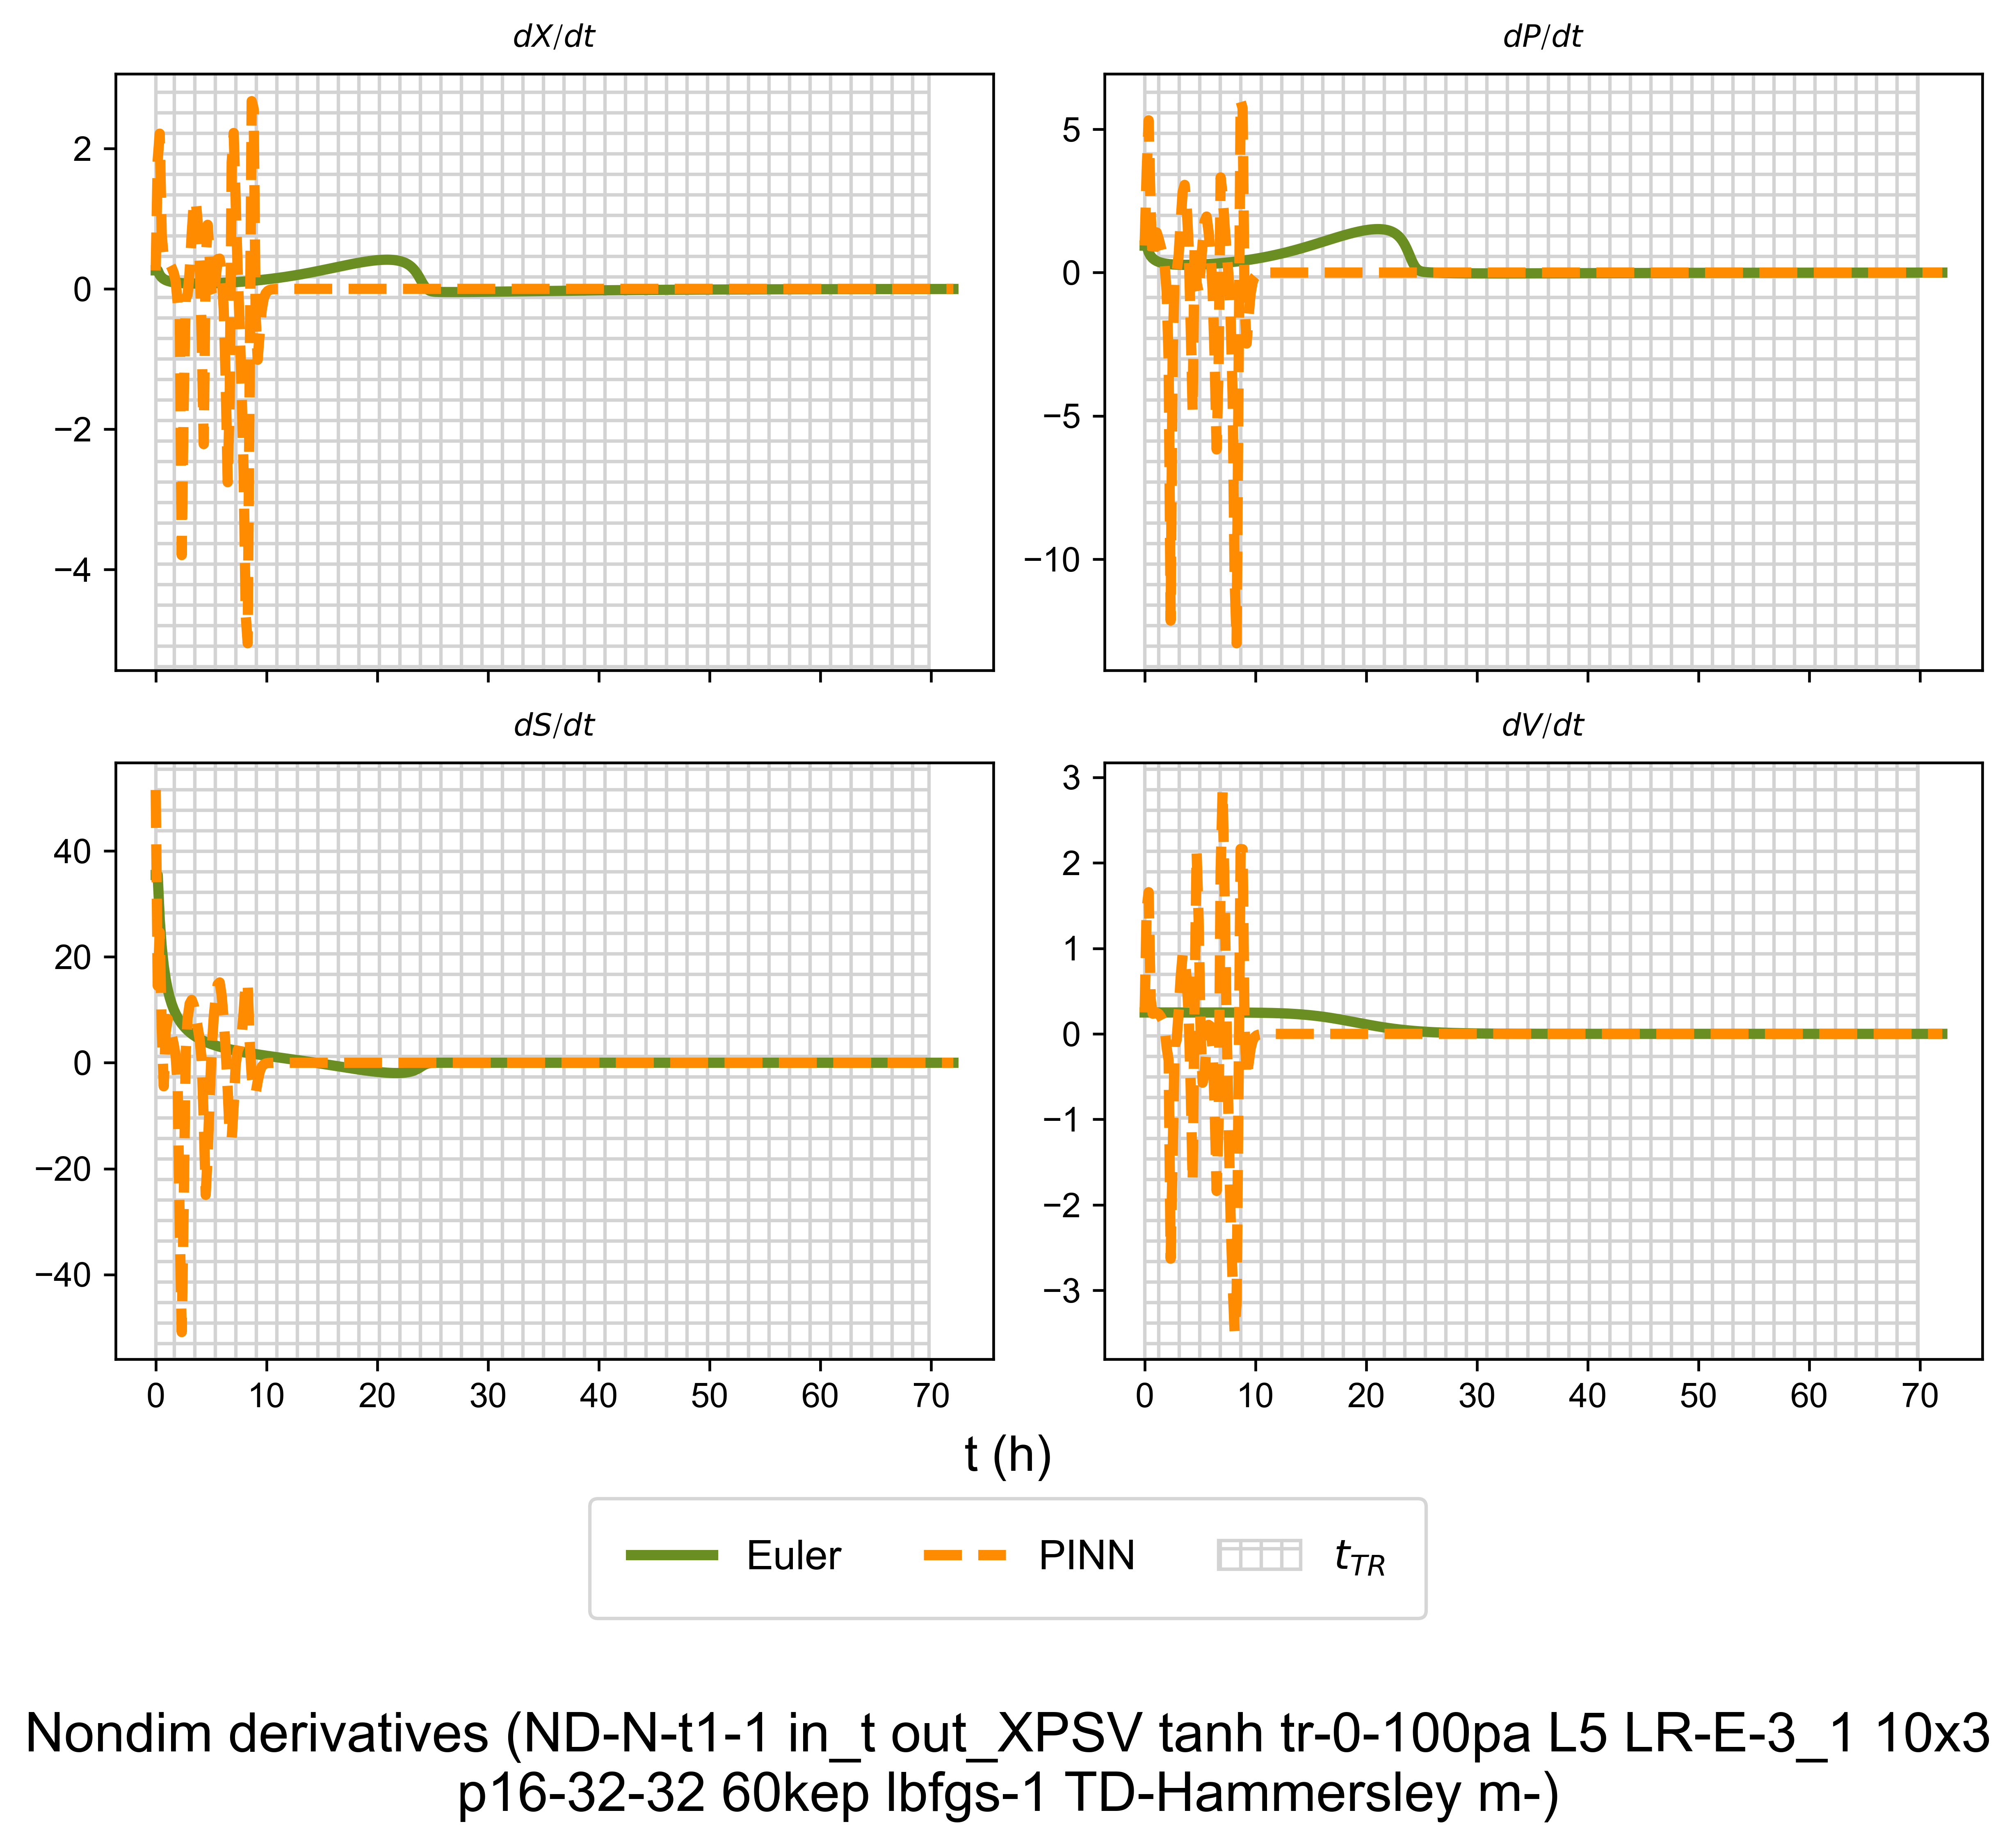 dX/dt
dP/dt
2
0
−2
−4
5
0
−5
−10
dS/dt
dV/dt
40
20
0
−20
−40
3
2
1
0
−1
−2
−3
0 10 20 30 40 50 60 70
0 10 20 30 40 50 60 70
t (h)
Euler PINN t_{TR}
Nondim derivatives (ND-N-t1-1 in_t out_XPSV tanh tr-0-100pa L5 LR-E-3_1 10x3
p16-32-32 60kep lbfgs-1 TD-Hammersley m-)